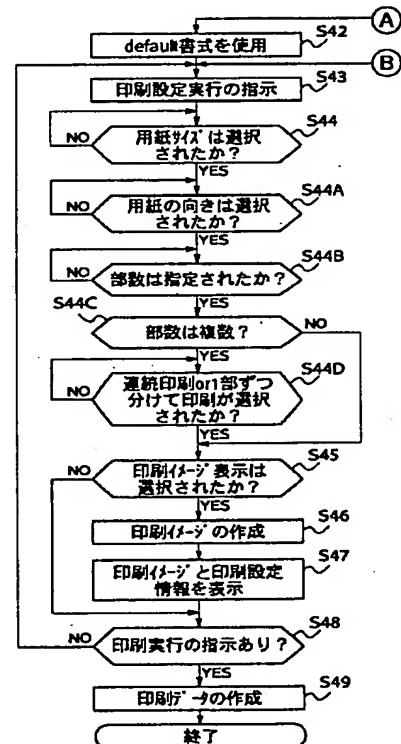 A
S42
default書式を使用
B
S43
印刷設定実行の指示
S44
用紙サイズは選択
されたか？
NO
YES
S44A
用紙の向きは選択
されたか？
NO
YES
S44B
部数は指定されたか？
NO
YES
S44C
部数は複数？
NO
YES
S44D
連続印刷or1部ずつ
分けて印刷が選択
されたか？
NO
YES
S45
印刷イメージ表示は
選択されたか？
NO
YES
S46
印刷イメージの作成
S47
印刷イメージと印刷設定
情報を表示
S48
印刷実行の指示あり？
NO
YES
S49
印刷データの作成
終了